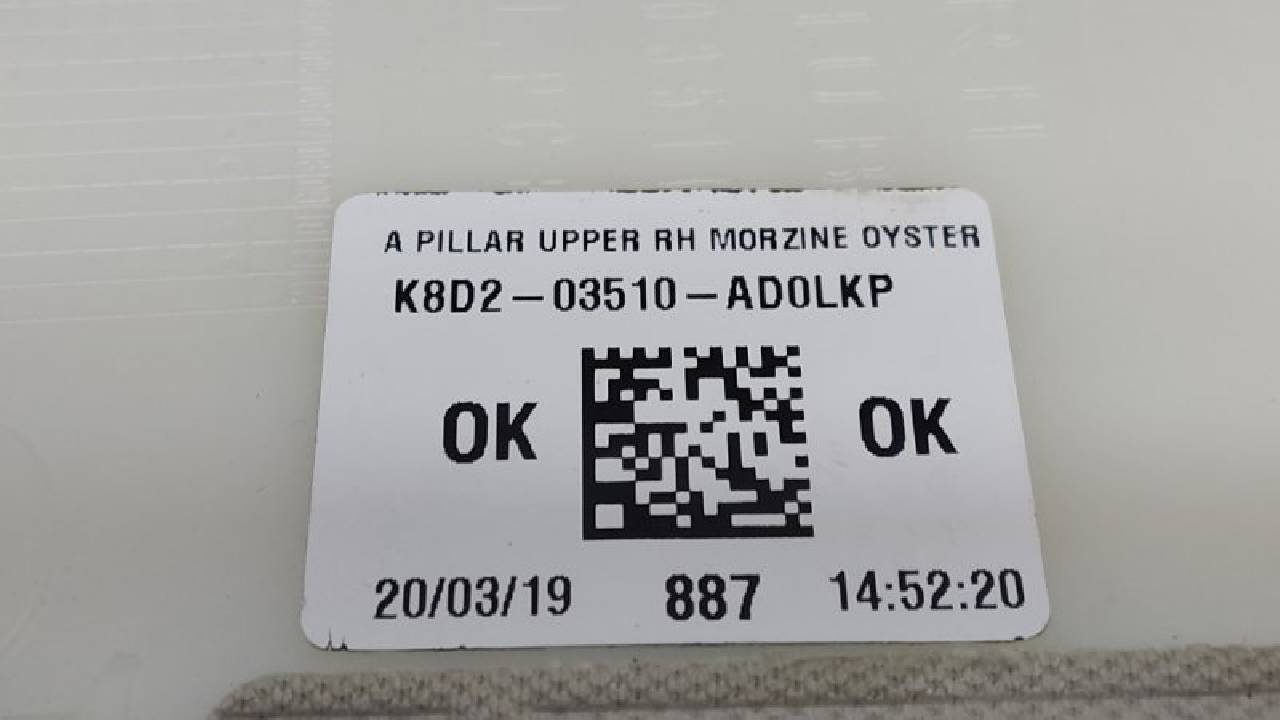 A PILLAR UPPER RH MORZINE OYSTER
K8D2-03510-AD0LKP
OK OK
20/03/19 887 14:52:20